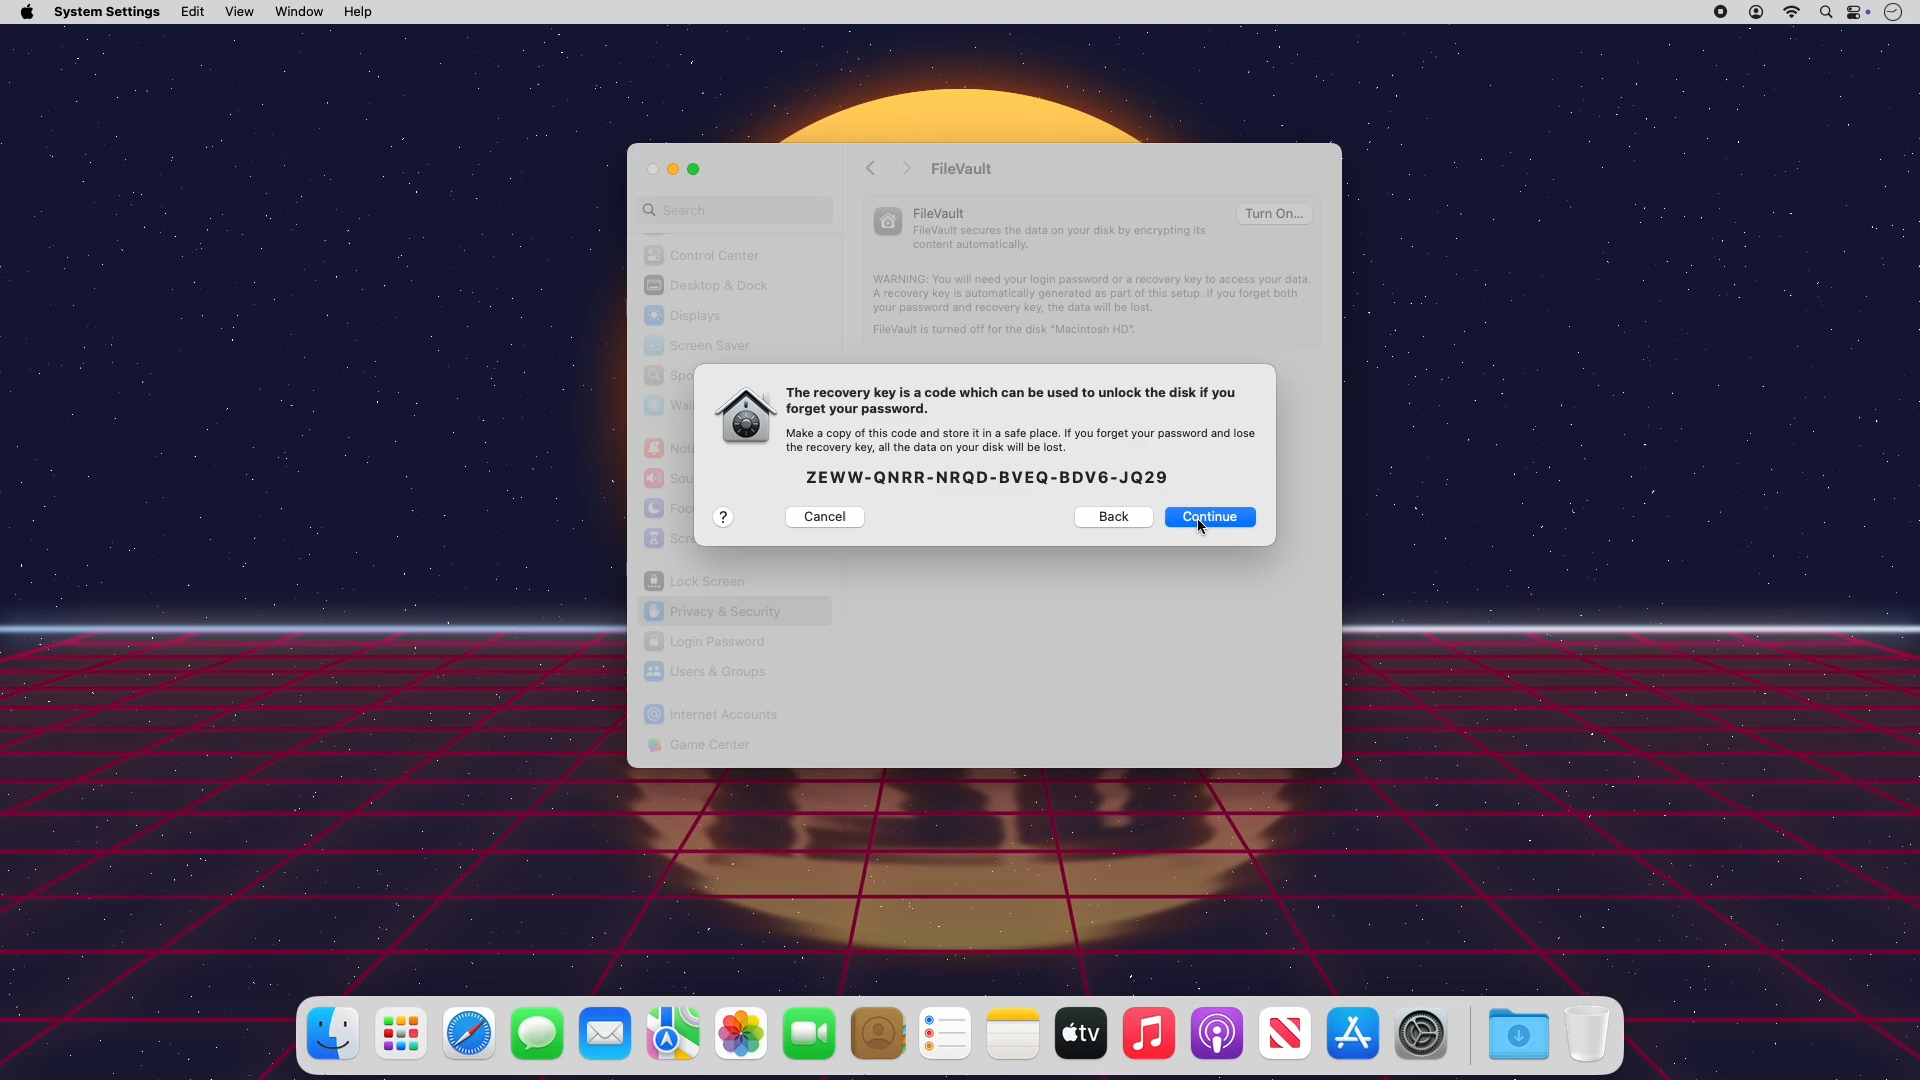 System Settings Edit View Window Help
FileVault
Search
FileVault
Turn On...
FileVault secures the data on your disk by encrypting its
content automatically.
WARNING: You will need your login password or a recovery key to access your data.
A recovery key is automatically generated as part of this setup. If you forget both
your password and recovery key, the data will be lost.
FileVault is turned off for the disk "Macintosh HD".
Control Center
Desktop & Dock
Displays
Screen Saver
Spo
Wall
Noti
Sou
Foc
Scre
Lock Screen
Privacy & Security
Login Password
Users & Groups
Internet Accounts
Game Center
The recovery key is a code which can be used to unlock the disk if you
forget your password.
Make a copy of this code and store it in a safe place. If you forget your password and lose
the recovery key, all the data on your disk will be lost.
ZEWW-QNRR-NRQD-BVEQ-BDV6-JQ29
? Cancel Back Continue
tv